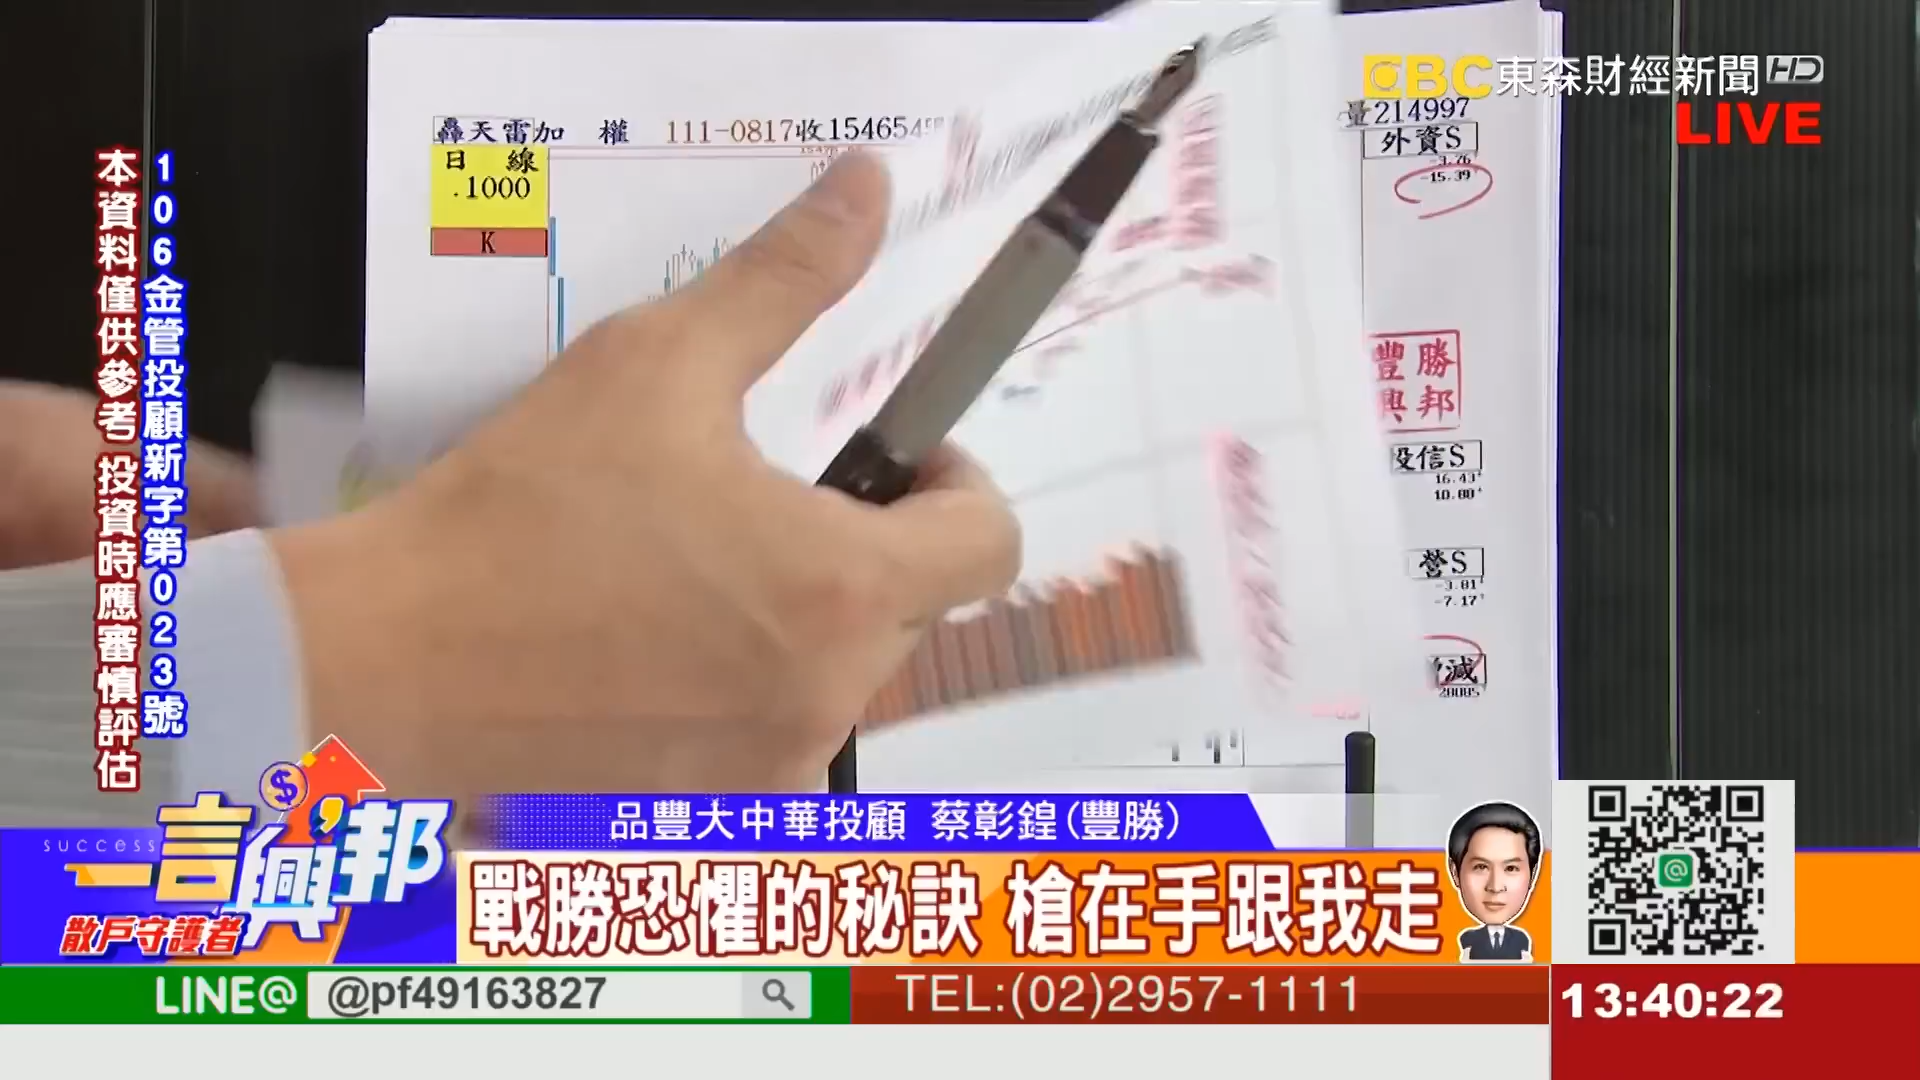 EBC東森財經新聞HD
LIVE
轟天雷加 權 111-0817收15465
量214997
日 線
.1000
K
外資S
-3.76
-15.39
豐勝
興邦
投信S
16.43
10.80
營S
-3.81
-7.17
減
106金管投顧新字第023號
本資料僅供參考 投資時應審慎評估
success
一言興邦
散戶守護者
品豐大中華投顧 蔡彰鍠(豐勝)
戰勝恐懼的秘訣 槍在手跟我走
LINE@ @pf49163827
TEL:(02)2957-1111
13:40:22